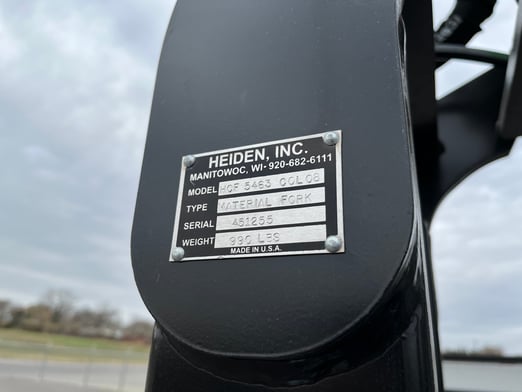 HEIDEN, INC.
MANITOWOC, WI- 920-682-6111
MODEL HCF 5463 COL08
TYPE MATERIAL FORK
SERIAL 451255
WEIGHT 990 LBS
MADE IN U.S.A.